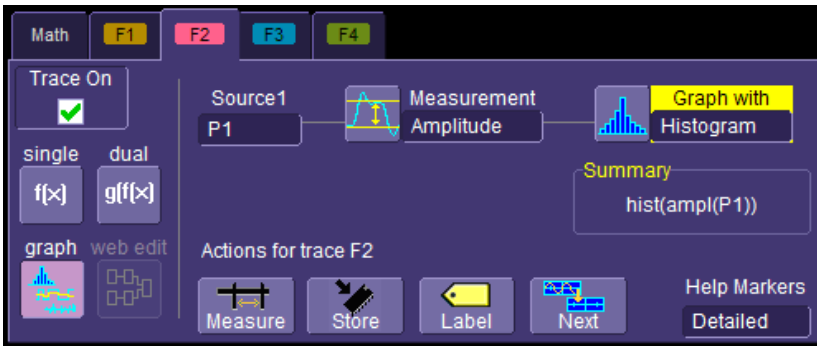 Math F1 F2 F3 F4
Trace On
Source1 Measurement Graph with
P1 Amplitude Histogram
single dual
f(x) g(f(x)
Summary
hist(ampl(P1))
graph web edit Actions for trace F2
Help Markers
Measure Store Label Next Detailed